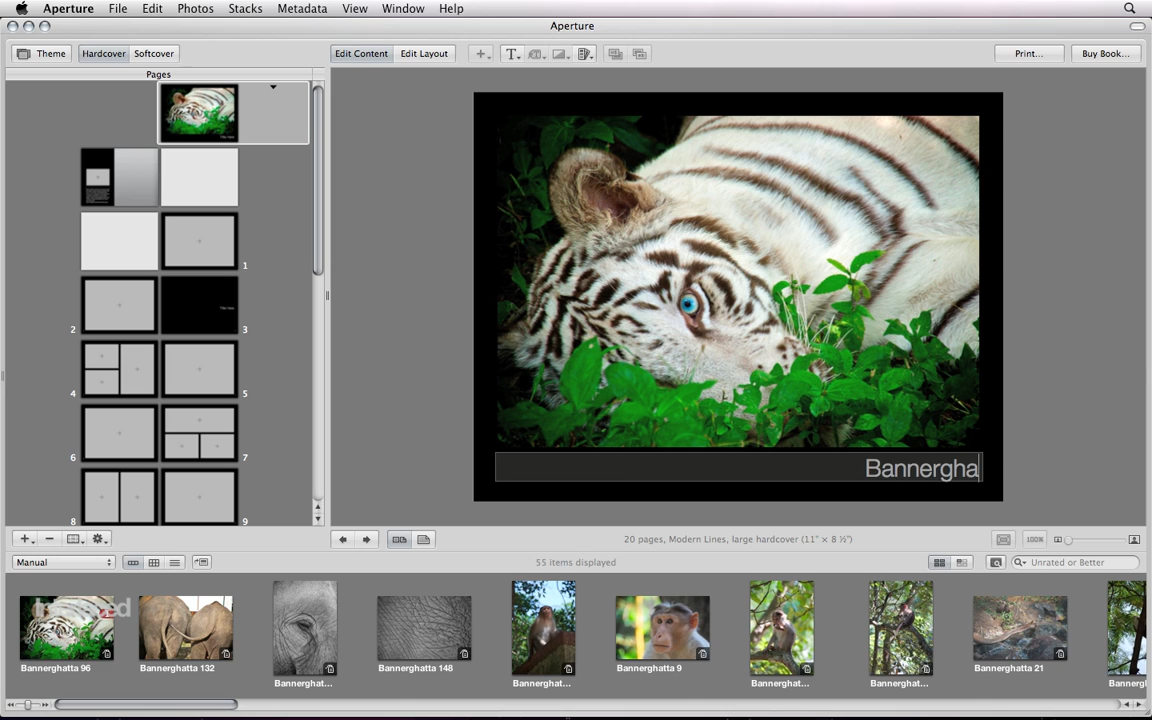 Aperture File Edit Photos Stacks Metadata View Window Help
Aperture
Theme Hardcover Softcover Edit Content Edit Layout Print... Buy Book...
Pages
1
2 3
4 5
6 7
8 9
Bannergha
20 pages, Modern Lines, large hardcover (11" × 8 ½") 100%
Manual 55 items displayed Unrated or Better
Bannerghatta 96 Bannerghatta 132 Bannerghat... Bannerghatta 148 Bannerghat... Bannerghatta 9 Bannerghat... Bannerghat... Bannerghatta 21